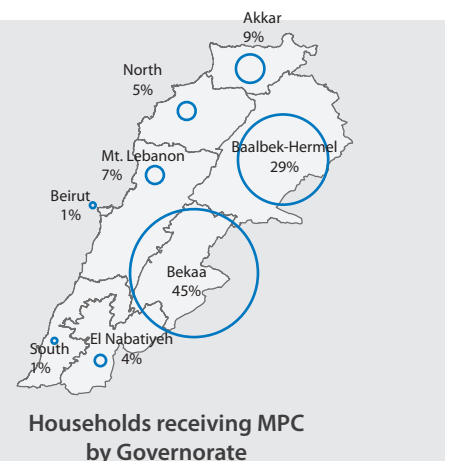 Akkar
9%
North
5%
Baalbek-Hermel
29%
Mt. Lebanon
7%
Beirut
1%
Bekaa
45%
El Nabatiyeh
4%
South
1%
Households receiving MPC
by Governorate